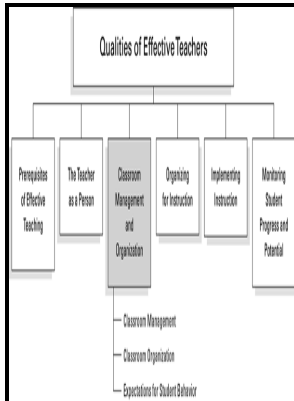 Qualities of Effective Teachers
Prerequisites
of Effective
Teaching
The Teacher
as a Person
Classroom
Management
and
Organization
Organizing
for Instruction
Implementing
Instruction
Monitoring
Student
Progress and
Potential
Classroom Management
Classroom Organization
Expectations for Student Behavior